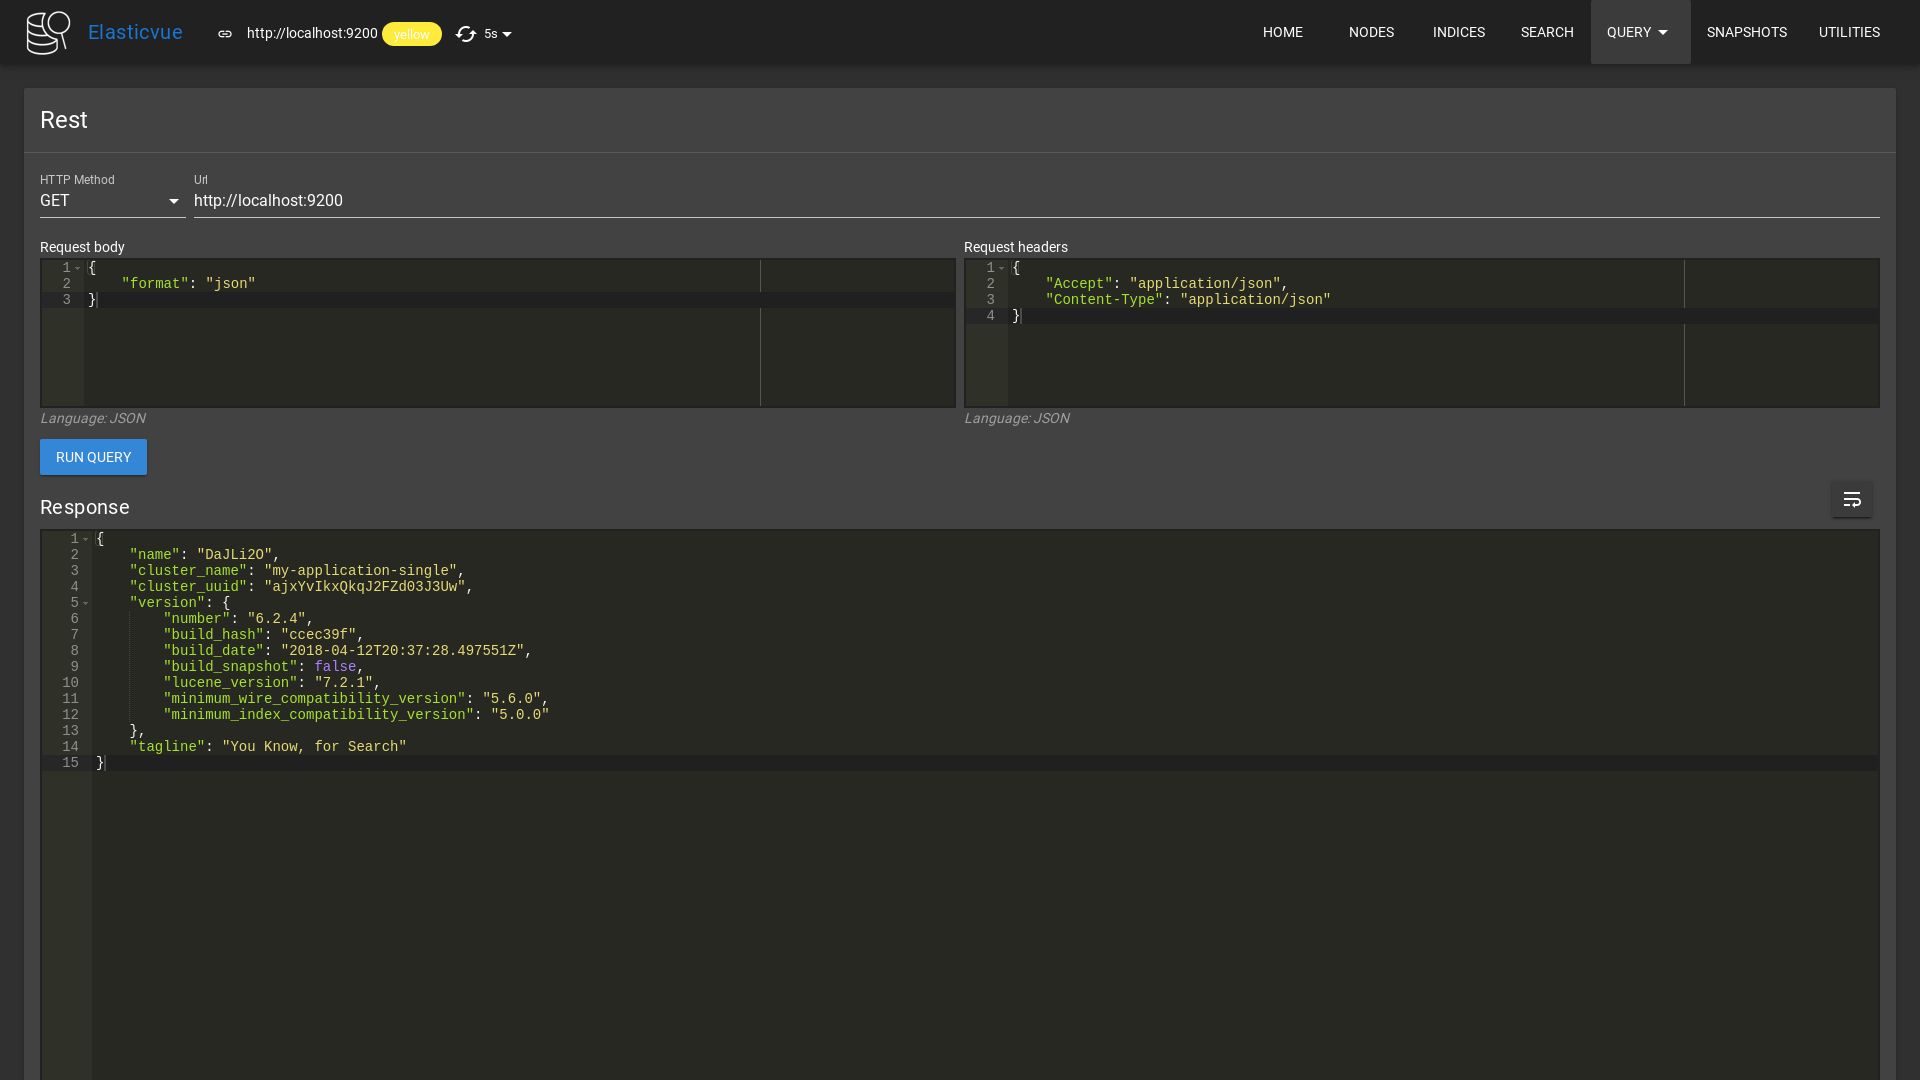 Elasticvue http://localhost:9200 yellow 5s HOME NODES INDICES SEARCH QUERY SNAPSHOTS UTILITIES
Rest
HTTP Method Url
GET http://localhost:9200
Request body
1 {
2 "format": "json"
3 }
Language: JSON
Request headers
1 {
2 "Accept": "application/json",
3 "Content-Type": "application/json"
4 }
Language: JSON
RUN QUERY
Response
1 {
2 "name": "DaJLi2O",
3 "cluster_name": "my-application-single",
4 "cluster_uuid": "ajxYvIkxQkqJ2FZd03J3Uw",
5 "version": {
6 "number": "6.2.4",
7 "build_hash": "ccec39f",
8 "build_date": "2018-04-12T20:37:28.497551Z",
9 "build_snapshot": false,
10 "lucene_version": "7.2.1",
11 "minimum_wire_compatibility_version": "5.6.0",
12 "minimum_index_compatibility_version": "5.0.0"
13 },
14 "tagline": "You Know, for Search"
15 }